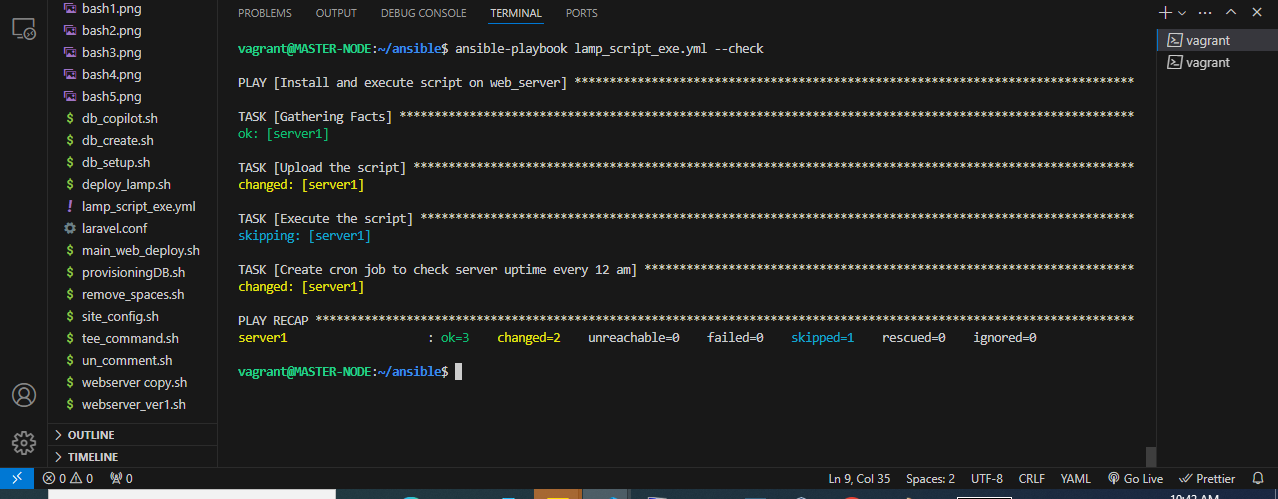 bash1.png
bash2.png
bash3.png
bash4.png
bash5.png
$ db_copilot.sh
$ db_create.sh
$ db_setup.sh
$ deploy_lamp.sh
! lamp_script_exe.yml
laravel.conf
$ main_web_deploy.sh
$ provisioningDB.sh
$ remove_spaces.sh
$ site_config.sh
$ tee_command.sh
$ un_comment.sh
$ webserver copy.sh
$ webserver_ver1.sh
OUTLINE
TIMELINE
PROBLEMS OUTPUT DEBUG CONSOLE TERMINAL PORTS
vagrant@MASTER-NODE:~/ansible$ ansible-playbook lamp_script_exe.yml --check
PLAY [Install and execute script on web_server] ********************************************************************************
TASK [Gathering Facts] *********************************************************************************************************
ok: [server1]
TASK [Upload the script] *******************************************************************************************************
changed: [server1]
TASK [Execute the script] ******************************************************************************************************
skipping: [server1]
TASK [Create cron job to check server uptime every 12 am] **********************************************************************
changed: [server1]
PLAY RECAP *********************************************************************************************************************
server1 : ok=3 changed=2 unreachable=0 failed=0 skipped=1 rescued=0 ignored=0
vagrant@MASTER-NODE:~/ansible$
vagrant
vagrant
0 0 0 Ln 9, Col 35 Spaces: 2 UTF-8 CRLF YAML Go Live Prettier